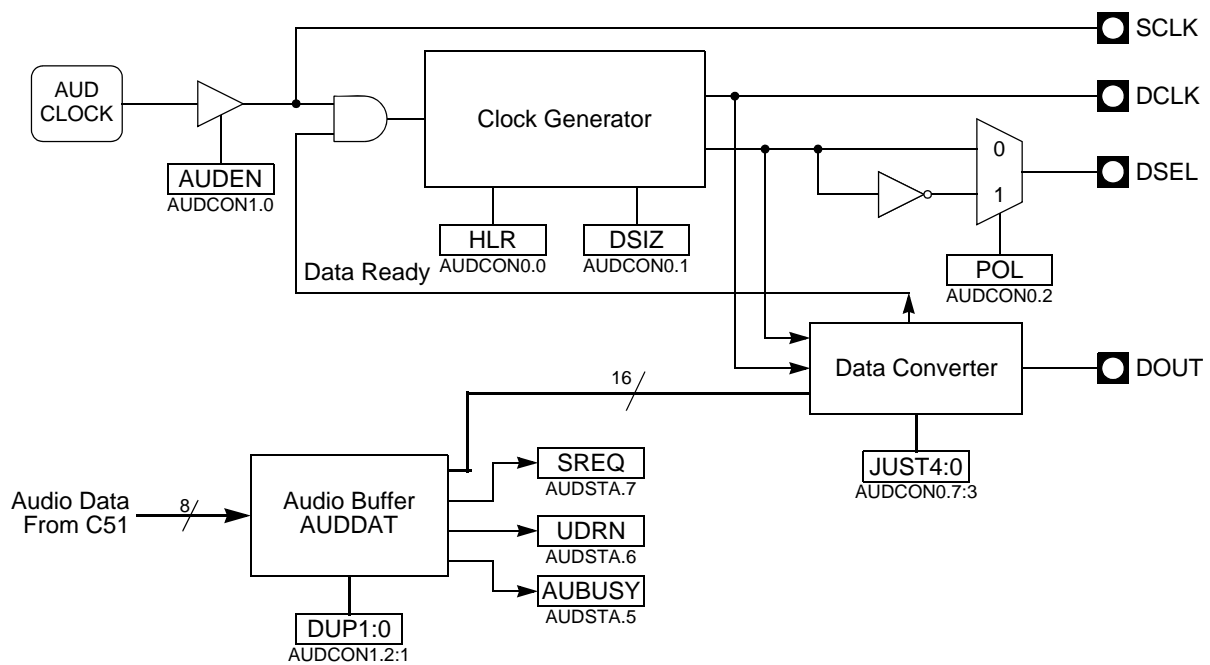 SCLK
AUD
CLOCK
Clock Generator
DCLK
0
1
DSEL
AUDEN
AUDCON1.0
HLR
AUDCON0.0
DSIZ
AUDCON0.1
POL
AUDCON0.2
Data Ready
Data Converter
DOUT
16
JUST4:0
AUDCON0.7:3
Audio Data
From C51
8
Audio Buffer
AUDDAT
SREQ
AUDSTA.7
UDRN
AUDSTA.6
AUBUSY
AUDSTA.5
DUP1:0
AUDCON1.2:1